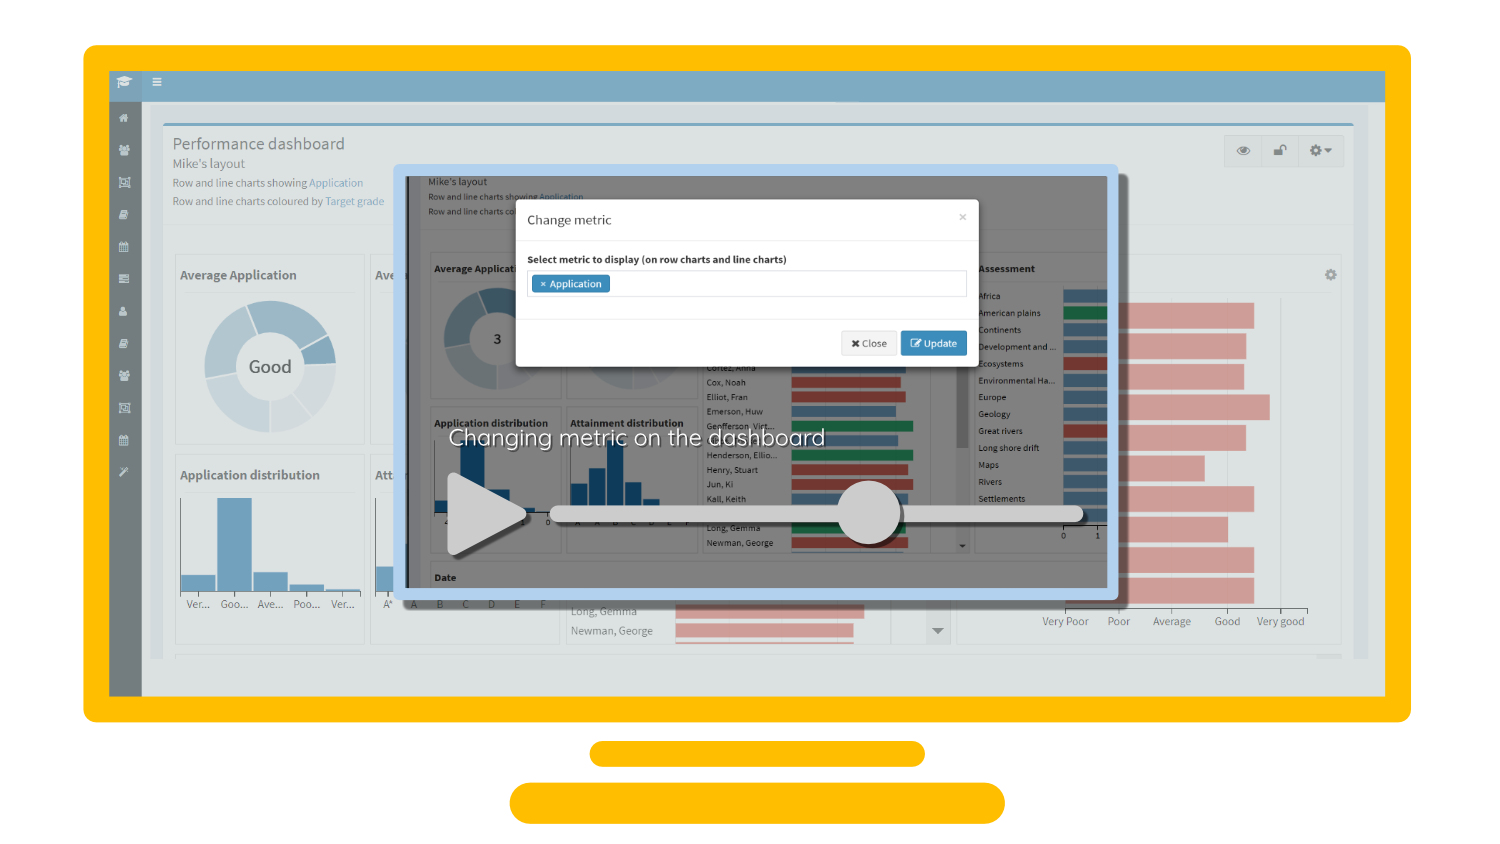 Performance dashboard
Mike's layout
Row and line charts showing Application
Row and line charts coloured by Target grade
Average Application
Good
Application distribution
Ver... Goo... Ave... Poo... Ver...
Ave
Att
A* A B C D E F
Mike's layout
Row and line charts showing Application
Row and line charts col
Change metric
×
Select metric to display (on row charts and line charts)
× Application
✖ Close
Update
Average Applicati
3
Application distribution
Attainment distribution
Cortez, Anna
Cox, Noah
Elliot, Fran
Emerson, Huw
Geofferson, Virt...
Henderson, Ellio...
Henry, Stuart
Jun, Ki
Kall, Keith
Long, Gemma
Newman, George
Assessment
Africa
American plains
Continents
Development and ...
Ecosystems
Environmental Ha...
Europe
Geology
Great rivers
Long shore drift
Maps
Rivers
Settlements
0 1
Changing metric on the dashboard
Date
Long, Gemma
Newman, George
Very Poor Poor Average Good Very good